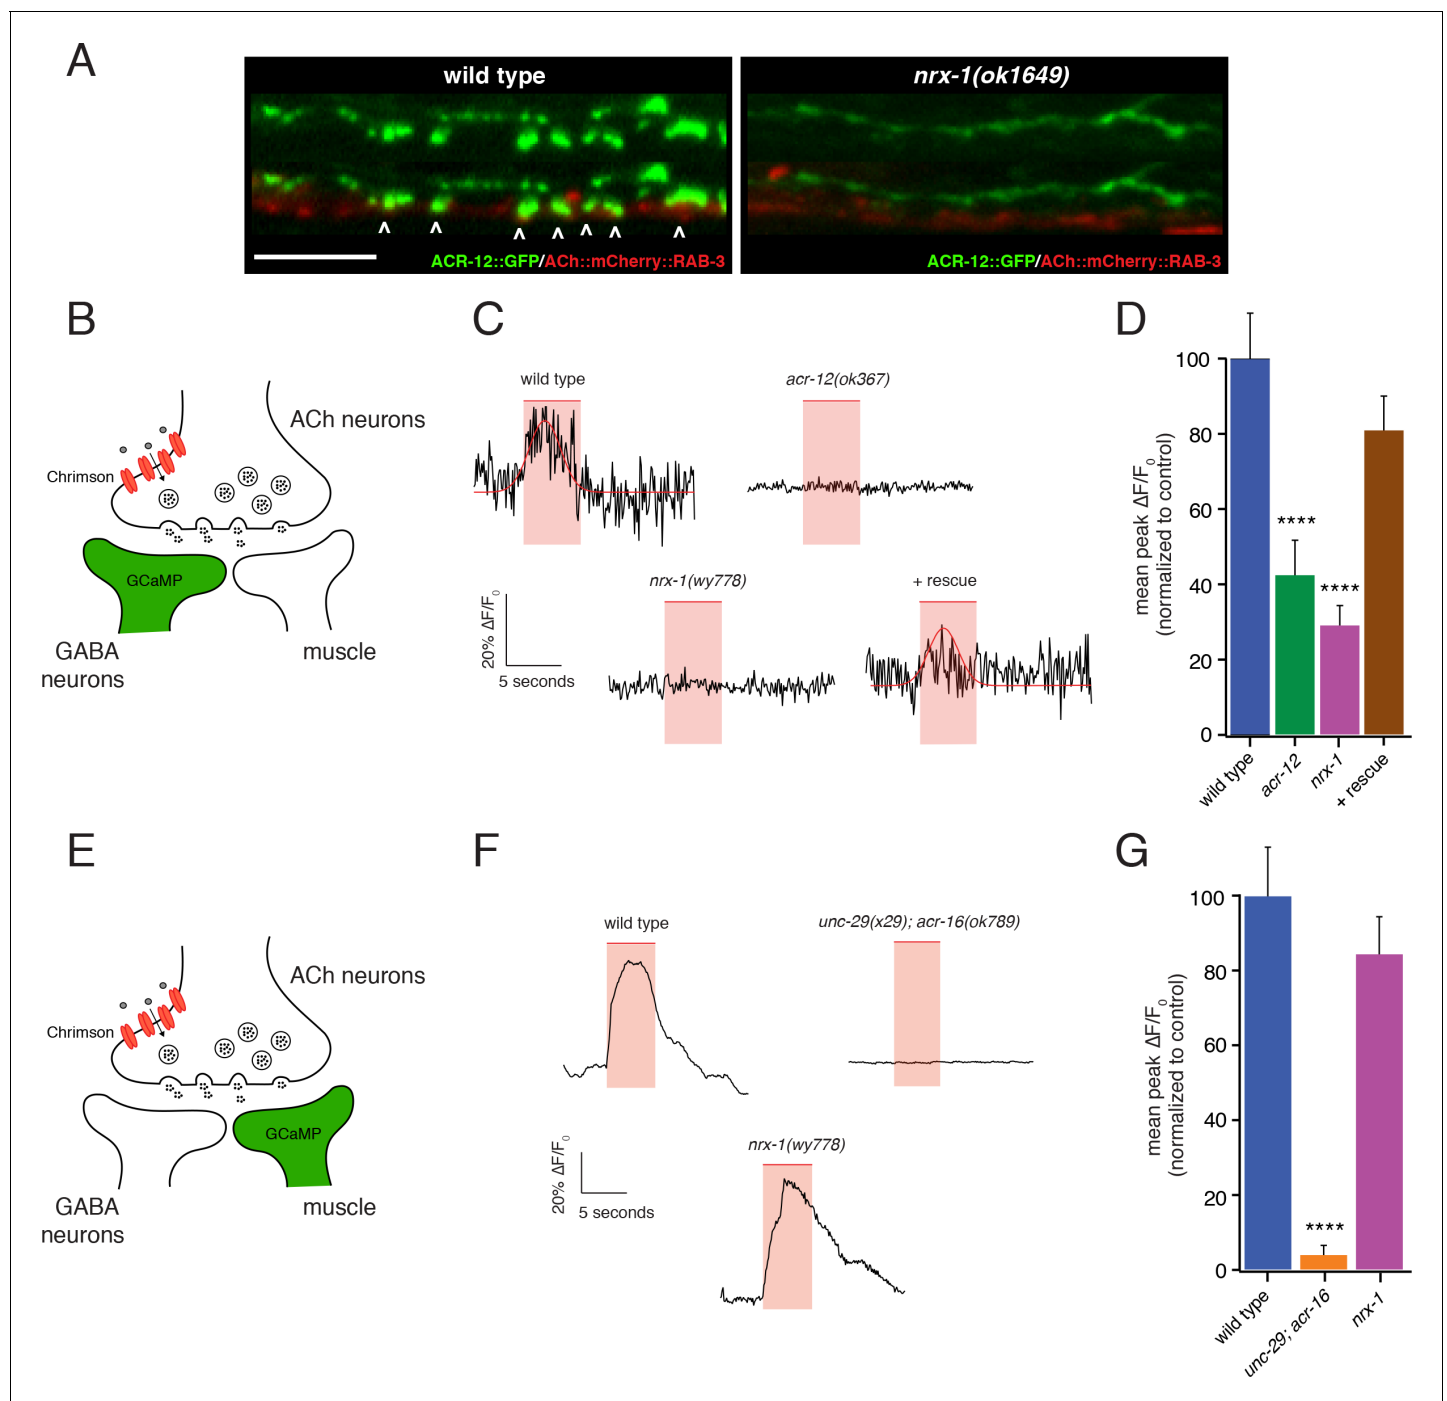 A
wild type
nrx-1(ok1649)
^ ^ ^ ^ ^ ^ ^
ACR-12::GFP/ACh::mCherry::RAB-3
ACR-12::GFP/ACh::mCherry::RAB-3
B
ACh neurons
Chrimson
GCaMP
GABA
neurons
muscle
C
wild type
acr-12(ok367)
nrx-1(wy778)
+ rescue
20% ΔF/F0
5 seconds
D
mean peak ΔF/F0
(normalized to control)
100
80
60
40
20
0
****
****
wild type
acr-12
nrx-1
+ rescue
E
ACh neurons
Chrimson
GCaMP
GABA
neurons
muscle
F
wild type
unc-29(x29); acr-16(ok789)
nrx-1(wy778)
20% ΔF/F0
5 seconds
G
mean peak ΔF/F0
(normalized to control)
100
80
60
40
20
0
****
wild type
unc-29; acr-16
nrx-1